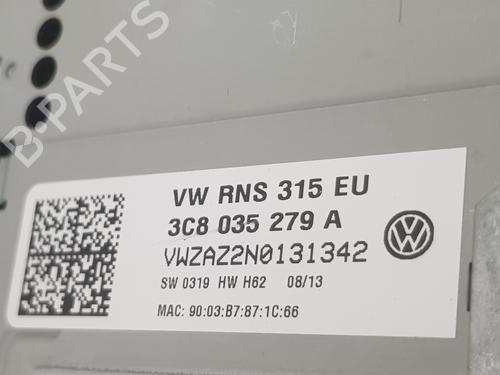 B-PARTS
VW RNS 315 EU
3C8 035 279 A
VWZAZ2N0131342
SW 0319 HW H62 08/13
MAC: 90:03:B7:87:1C:66